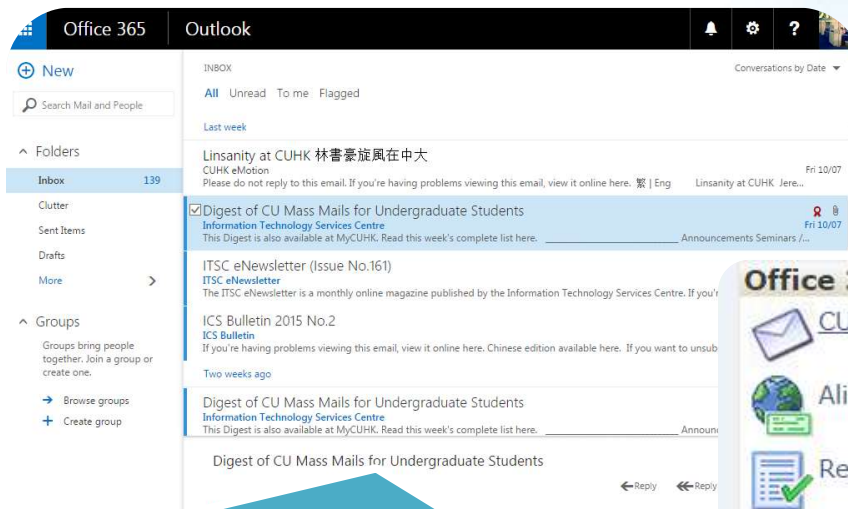 Office 365
Outlook
?
New
Search Mail and People
Folders
Inbox 139
Clutter
Sent Items
Drafts
More
Groups
Groups bring people
together. Join a group or
create one.
Browse groups
Create group
INBOX
Conversations by Date
All Unread To me Flagged
Last week
Linsanity at CUHK 林書豪旋風在中大
CUHK eMotion
Fri 10/07
Please do not reply to this email. If you're having problems viewing this email, view it online here. 繁 | Eng Linsanity at CUHK Jere...
Digest of CU Mass Mails for Undergraduate Students
Information Technology Services Centre
Fri 10/07
This Digest is also available at MyCUHK. Read this week's complete list here. ____________________ Announcements Seminars /...
ITSC eNewsletter (Issue No.161)
ITSC eNewsletter
The ITSC eNewsletter is a monthly online magazine published by the Information Technology Services Centre. If you'r
ICS Bulletin 2015 No.2
ICS Bulletin
If you're having problems viewing this email, view it online here. Chinese edition available here. If you want to unsub
Two weeks ago
Digest of CU Mass Mails for Undergraduate Students
Information Technology Services Centre
This Digest is also available at MyCUHK. Read this week's complete list here. ____________________ Announ
Digest of CU Mass Mails for Undergraduate Students
Reply Reply
Office
CU
Ali
Re